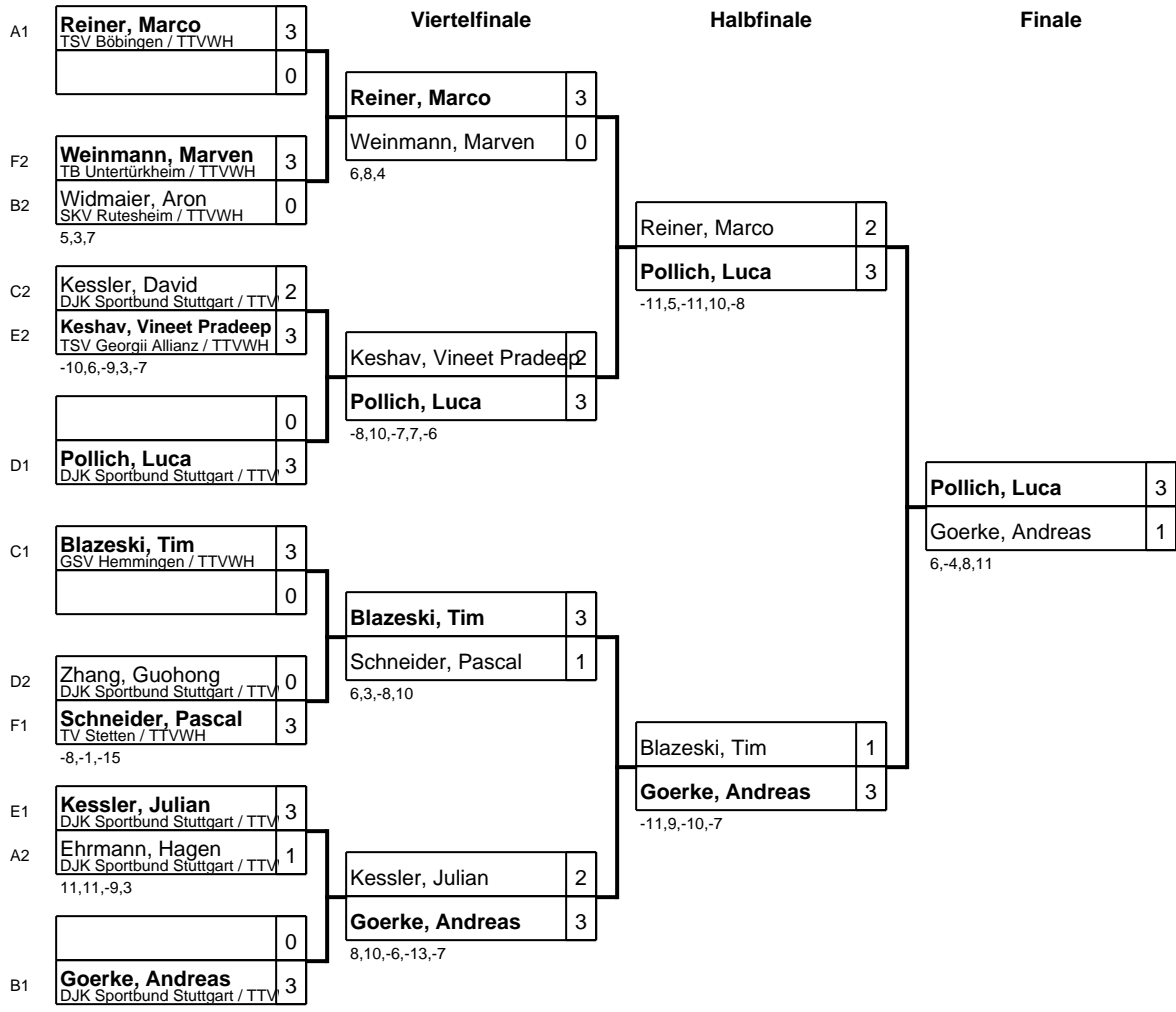 Viertelfinale
Halbfinale
Finale
A1
Reiner, Marco
3
TSV Böbingen / TTVWH
0
F2
Weinmann, Marven
3
TB Untertürkheim / TTVWH
B2
Widmaier, Aron
0
SKV Rutesheim / TTVWH
5,3,7
C2
Kessler, David
2
DJK Sportbund Stuttgart / TTV
E2
Keshav, Vineet Pradeep
3
TSV Georgii Allianz / TTVWH
-10,6,-9,3,-7
0
D1
Pollich, Luca
3
DJK Sportbund Stuttgart / TTV
C1
Blazeski, Tim
3
GSV Hemmingen / TTVWH
0
D2
Zhang, Guohong
0
DJK Sportbund Stuttgart / TTV
F1
Schneider, Pascal
3
TV Stetten / TTVWH
-8,-1,-15
E1
Kessler, Julian
3
DJK Sportbund Stuttgart / TTV
A2
Ehrmann, Hagen
1
DJK Sportbund Stuttgart / TTV
11,11,-9,3
0
B1
Goerke, Andreas
3
DJK Sportbund Stuttgart / TTV
Reiner, Marco
3
Weinmann, Marven
0
6,8,4
Keshav, Vineet Pradeep
2
Pollich, Luca
3
-8,10,-7,7,-6
Blazeski, Tim
3
Schneider, Pascal
1
6,3,-8,10
Kessler, Julian
2
Goerke, Andreas
3
8,10,-6,-13,-7
Reiner, Marco
2
Pollich, Luca
3
-11,5,-11,10,-8
Blazeski, Tim
1
Goerke, Andreas
3
-11,9,-10,-7
Pollich, Luca
3
Goerke, Andreas
1
6,-4,8,11